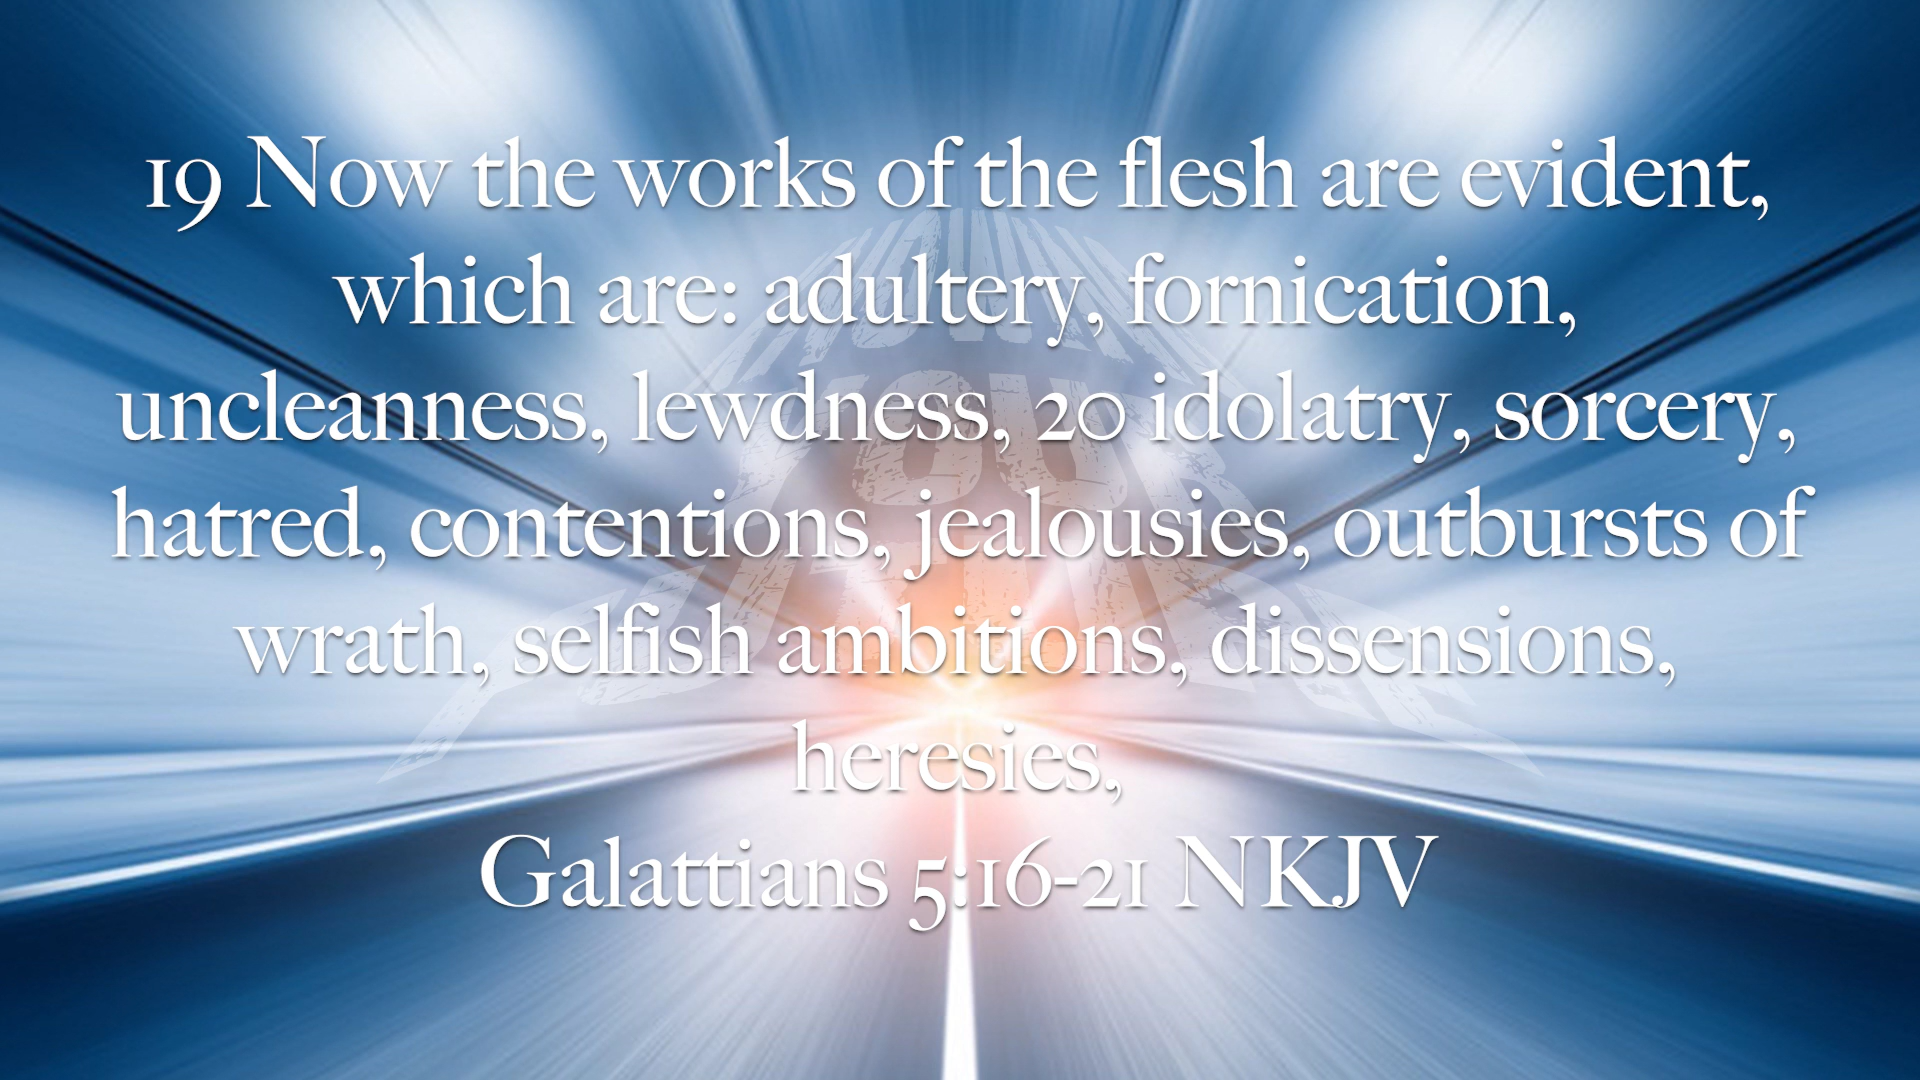 19 Now the works of the flesh are evident,
which are: adultery, fornication,
uncleanness, lewdness, 20 idolatry, sorcery,
hatred, contentions, jealousies, outbursts of
wrath, selfish ambitions, dissensions,
heresies,
Galattians 5:16-21 NKJV
YOU